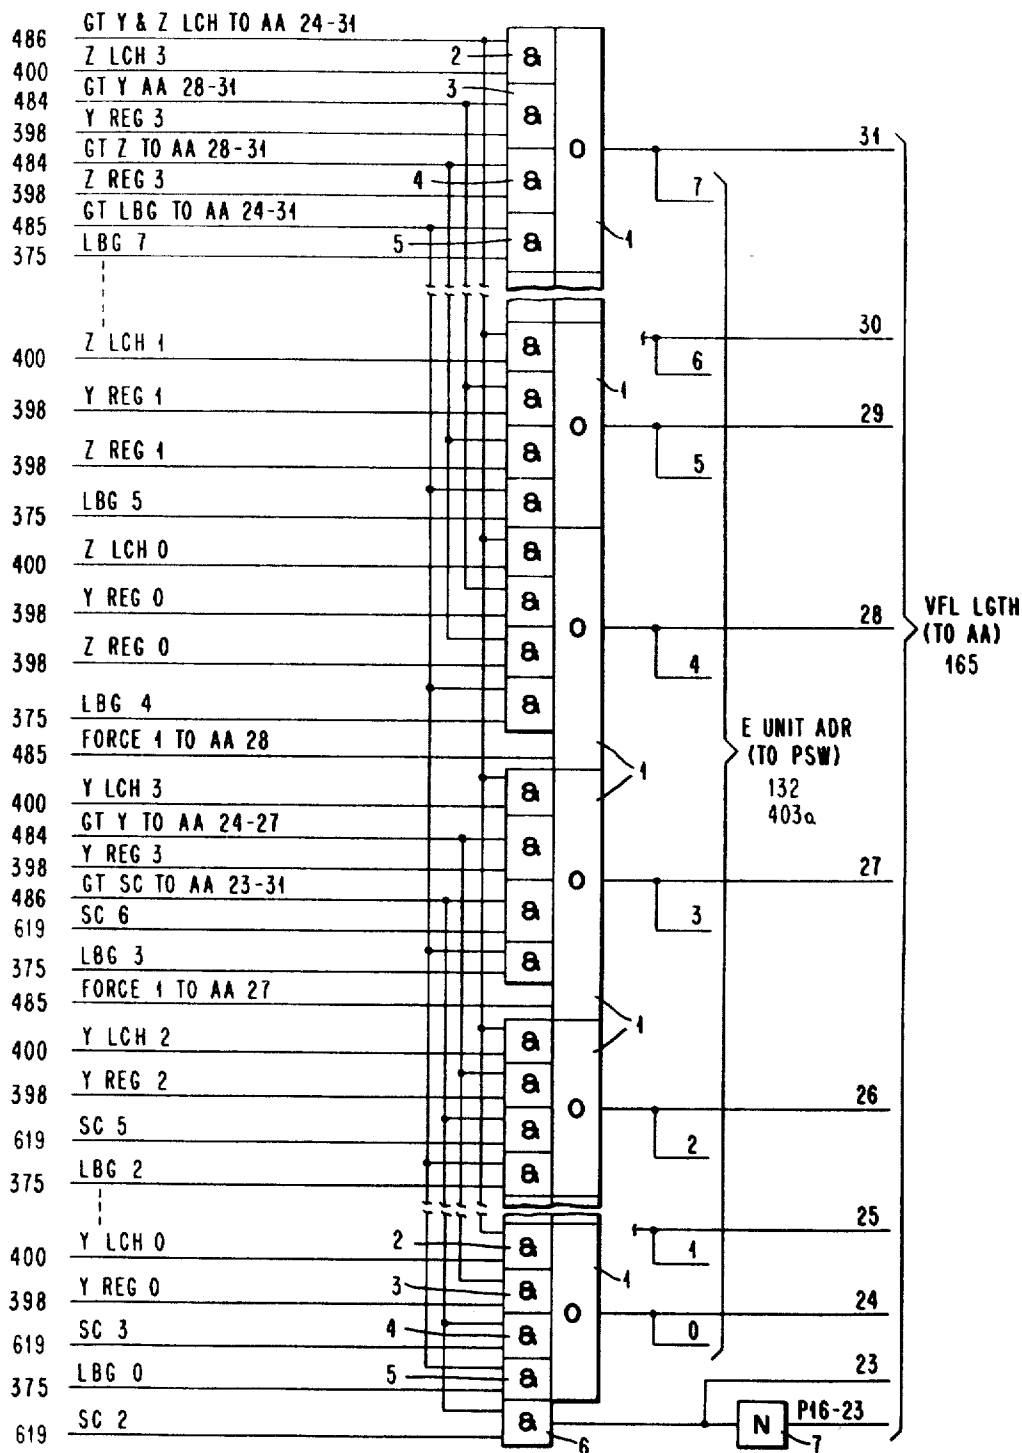 486 GT Y & Z LCH TO AA 24-31
400 Z LCH 3
484 GT Y AA 28-31
398 Y REG 3
484 GT Z TO AA 28-31
398 Z REG 3
485 GT LBG TO AA 24-31
375 LBG 7
2 &
3 &
4 &
5 &
O
1
31
7
400 Z LCH 1
398 Y REG 1
398 Z REG 1
375 LBG 5
&
&
&
&
O
1
30
6
29
5
400 Z LCH 0
398 Y REG 0
398 Z REG 0
375 LBG 4
485 FORCE 1 TO AA 28
&
&
&
&
O
1
28
4
VFL LGTH
(TO AA)
165
E UNIT ADR
(TO PSW)
132
403a
400 Y LCH 3
484 GT Y TO AA 24-27
398 Y REG 3
486 GT SC TO AA 23-31
619 SC 6
375 LBG 3
485 FORCE 1 TO AA 27
&
&
&
&
O
27
3
1
400 Y LCH 2
398 Y REG 2
619 SC 5
375 LBG 2
&
&
&
&
O
26
2
25
1
400 Y LCH 0
398 Y REG 0
619 SC 3
375 LBG 0
619 SC 2
2 &
3 &
4 &
5 &
& 6
O
1
24
0
23
N 7
P16-23